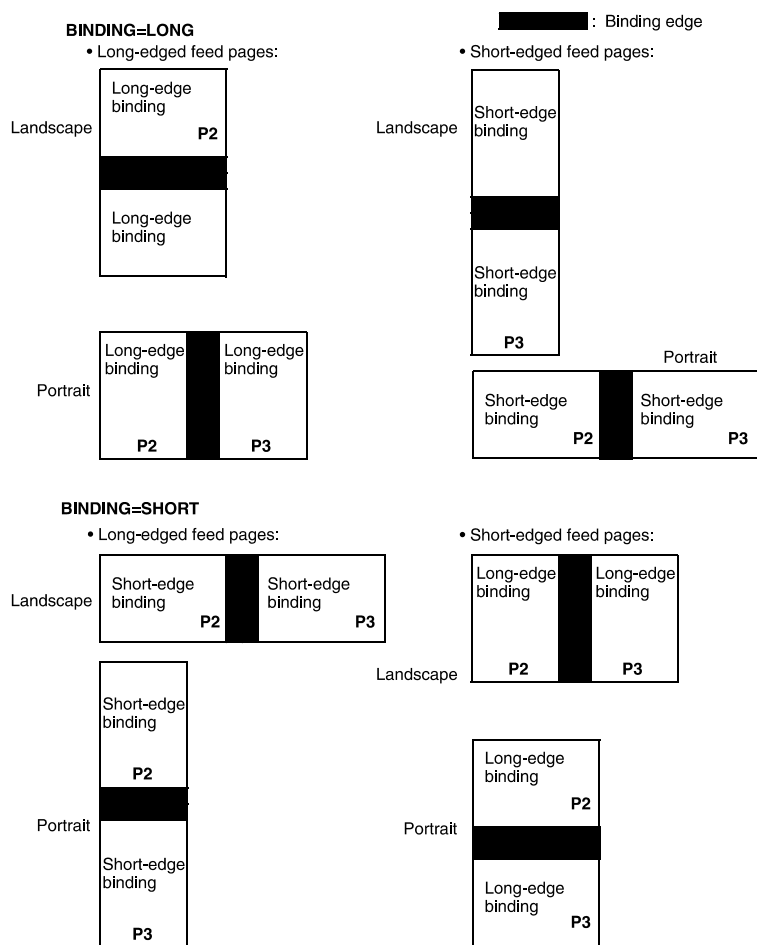 BINDING=LONG
: Binding edge
• Long-edged feed pages:
Landscape
Long-edge
binding
P2
Long-edge
binding
Portrait
Long-edge
binding
P2
Long-edge
binding
P3
• Short-edged feed pages:
Landscape
Short-edge
binding
Short-edge
binding
P3
Portrait
Short-edge
binding
P2
Short-edge
binding
P3
BINDING=SHORT
• Long-edged feed pages:
Landscape
Short-edge
binding
P2
Short-edge
binding
P3
Portrait
Short-edge
binding
P2
Short-edge
binding
P3
• Short-edged feed pages:
Landscape
Long-edge
binding
P2
Long-edge
binding
P3
Portrait
Long-edge
binding
P2
Long-edge
binding
P3